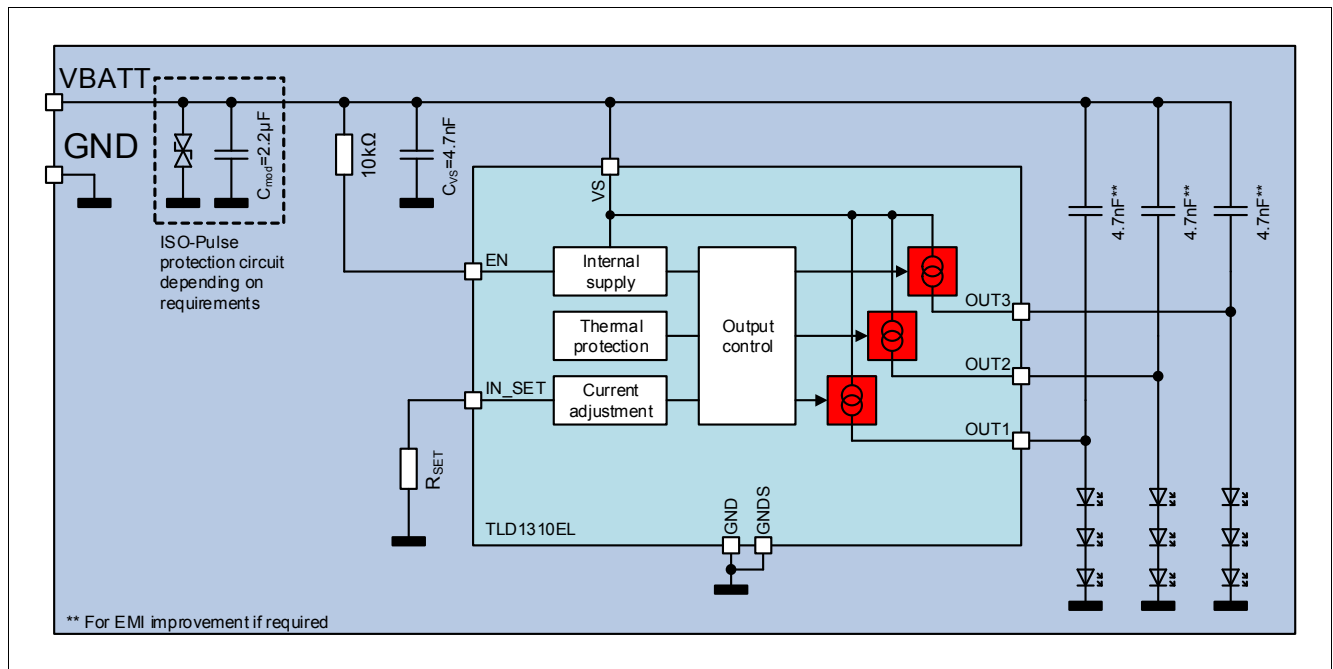 VBATT
GND
Cmod=2.2µF
ISO-Pulse
protection circuit
depending on
requirements
10kΩ
CVS=4.7nF
VS
EN
Internal
supply
Thermal
protection
IN_SET
Current
adjustment
Output
control
OUT3
OUT2
OUT1
4.7nF**
4.7nF**
4.7nF**
RSET
TLD1310EL
GND
GNDS
** For EMI improvement if required